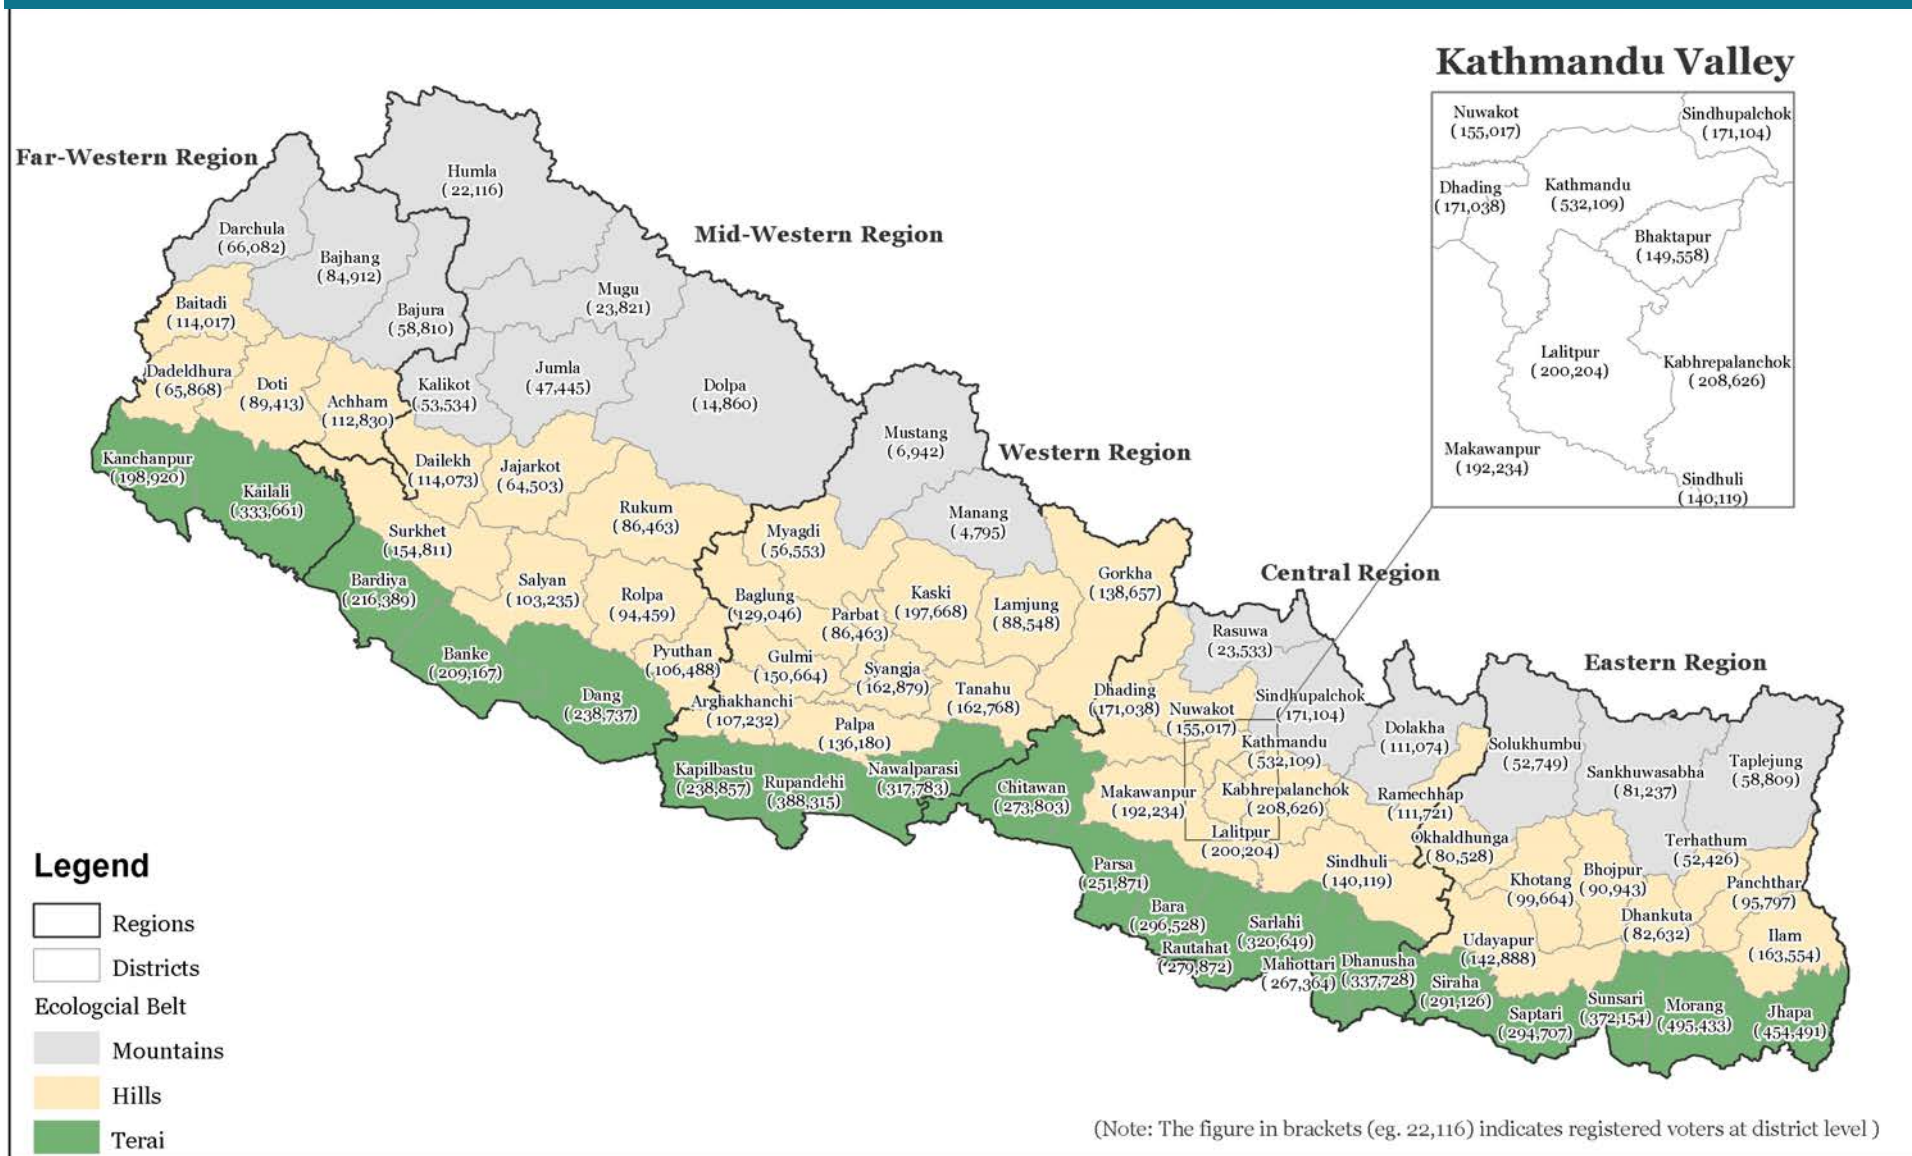 Kathmandu Valley
Nuwakot
(155,017)
Sindhupalchok
(171,104)
Dhading
(171,038)
Kathmandu
(532,109)
Bhaktapur
(149,558)
Lalitpur
(200,204)
Kabhrepalanchok
(208,626)
Makawanpur
(192,234)
Sindhuli
(140,119)
Far-Western Region
Darchula
(66,082)
Bajhang
(84,912)
Bajura
(58,810)
Baitadi
(114,017)
Dadeldhura
(65,868)
Doti
(89,413)
Achham
(112,830)
Kanchanpur
(198,920)
Kailali
(333,661)
Mid-Western Region
Humla
(22,116)
Mugu
(23,821)
Jumla
(47,445)
Kalikot
(53,534)
Dolpa
(14,860)
Dailekh
(114,073)
Jajarkot
(64,503)
Rukum
(86,463)
Surkhet
(154,811)
Salyan
(103,235)
Rolpa
(94,459)
Pyuthan
(106,488)
Bardiya
(216,389)
Banke
(209,167)
Dang
(238,737)
Western Region
Mustang
(6,942)
Manang
(4,795)
Myagdi
(56,553)
Gorkha
(138,657)
Baglung
(129,046)
Parbat
(86,463)
Kaski
(197,668)
Lamjung
(88,548)
Gulmi
(150,664)
Syangja
(162,879)
Tanahu
(162,768)
Arghakhanchi
(107,232)
Palpa
(136,180)
Kapilbastu
(238,857)
Rupandehi
(388,315)
Nawalparasi
(317,783)
Central Region
Rasuwa
(23,533)
Dhading
(171,038)
Nuwakot
(155,017)
Sindhupalchok
(171,104)
Dolakha
(111,074)
Kathmandu
(532,109)
Chitawan
(273,803)
Makawanpur
(192,234)
Kabhrepalanchok
(208,626)
Ramechhap
(111,721)
Lalitpur
(200,204)
Sindhuli
(140,119)
Parsa
(251,871)
Bara
(296,528)
Rautahat
(279,872)
Sarlahi
(320,649)
Mahottari
(267,364)
Dhanusha
(337,728)
Eastern Region
Solukhumbu
(52,749)
Sankhuwasabha
(81,237)
Taplejung
(58,809)
Okhaldhunga
(80,528)
Terhathum
(52,426)
Khotang
(99,664)
Bhojpur
(90,943)
Panchthar
(95,797)
Dhankuta
(82,632)
Ilam
(163,554)
Udayapur
(142,888)
Siraha
(291,126)
Saptari
(294,707)
Sunsari
(372,154)
Morang
(495,433)
Jhapa
(454,491)
Legend
Regions
Districts
Ecologcial Belt
Mountains
Hills
Terai
(Note: The figure in brackets (eg. 22,116) indicates registered voters at district level )